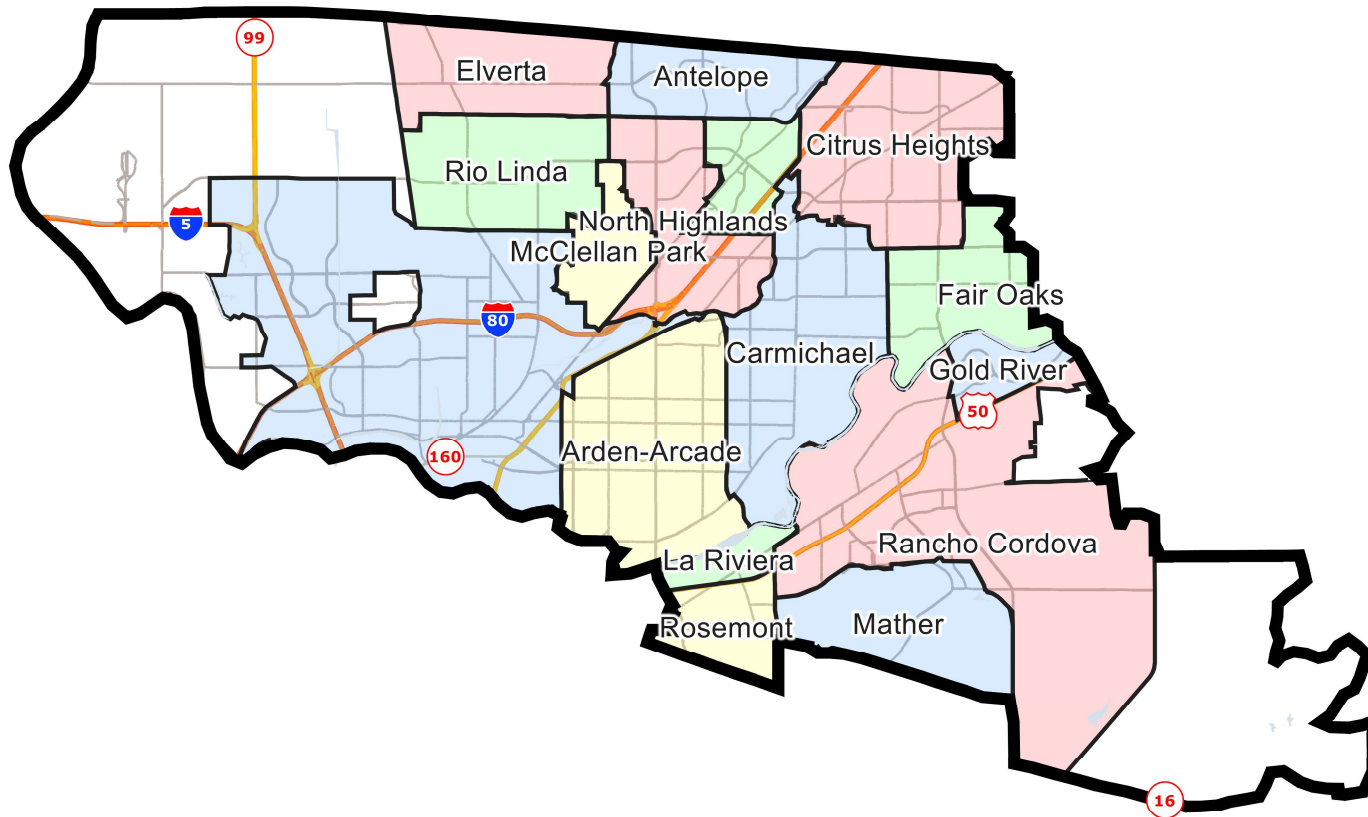 99
Elverta
Antelope
Citrus Heights
Rio Linda
North Highlands
5
McClellan Park
Fair Oaks
80
Carmichael
Gold River
50
Arden-Arcade
160
Rancho Cordova
La Riviera
Rosemont
Mather
16